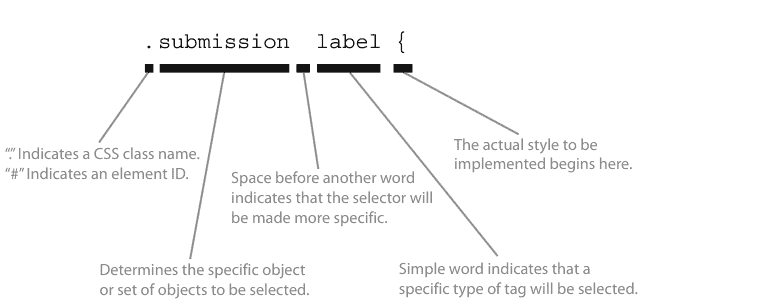 .submission label {
“.” Indicates a CSS class name.
“#” Indicates an element ID.
The actual style to be
implemented begins here.
Space before another word
indicates that the selector will
be made more specific.
Determines the specific object
or set of objects to be selected.
Simple word indicates that a
specific type of tag will be selected.